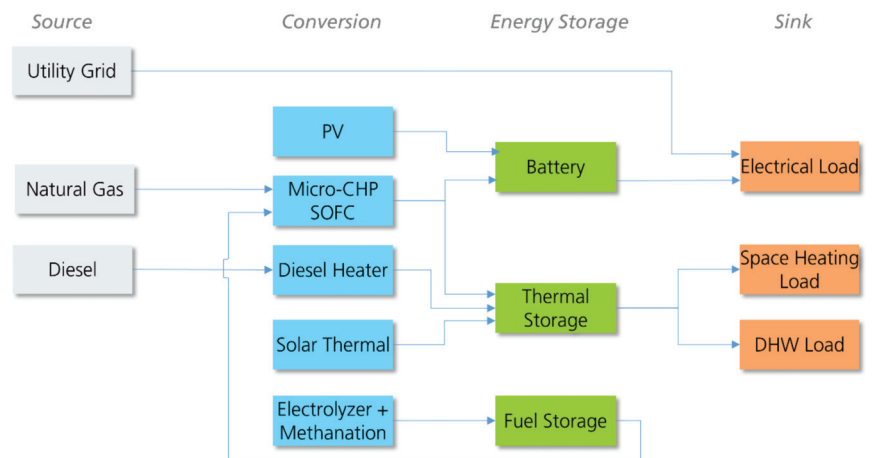 Source
Conversion
Energy Storage
Sink
Utility Grid
PV
Battery
Electrical Load
Natural Gas
Micro-CHP
SOFC
Diesel
Diesel Heater
Space Heating
Load
Thermal
Storage
Solar Thermal
DHW Load
Electrolyzer +
Methanation
Fuel Storage